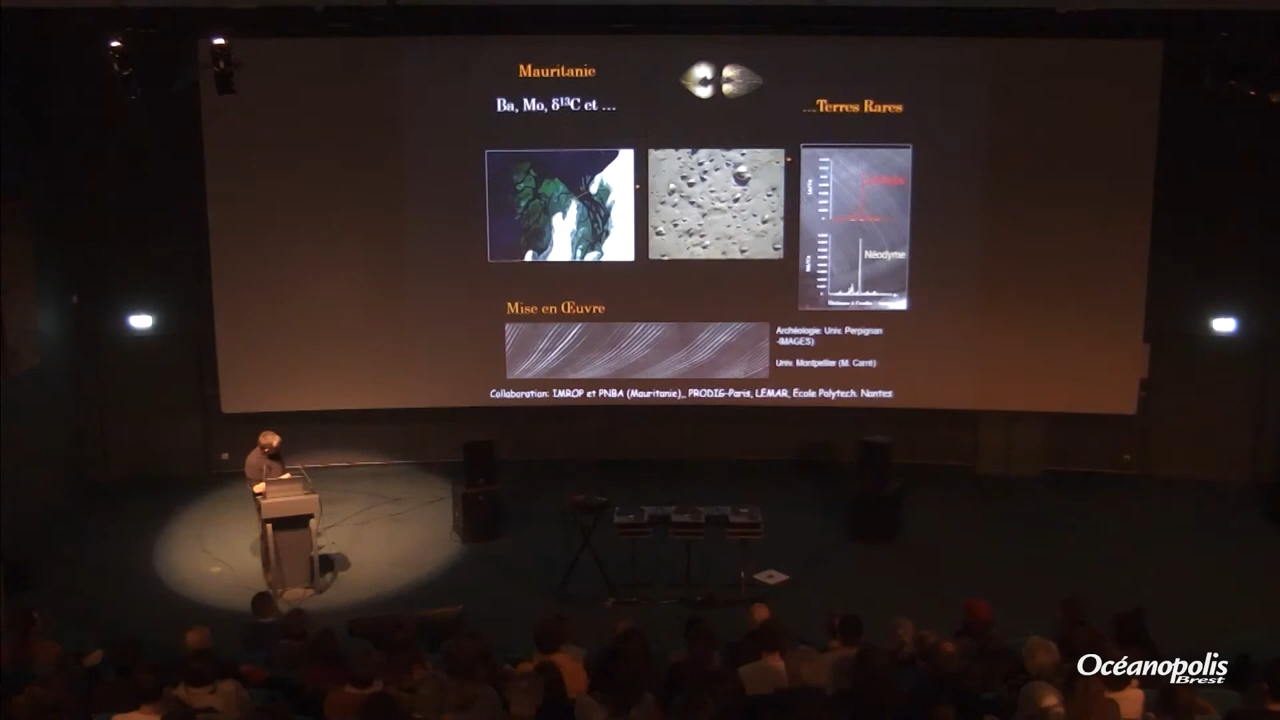 Mauritanie
Ba, Mo, δ¹³C et ...
...Terres Rares
Néodyme
Mise en Œuvre
Archéologie: Univ. Perpignan
-IMAGES)
Univ. Montpellier (M. Carré)
Collaboration: IMROP et PNBA (Mauritanie),, PRODIG-Paris, LEMAR, Ecole Polytech. Nantes
Océanopolis
Brest